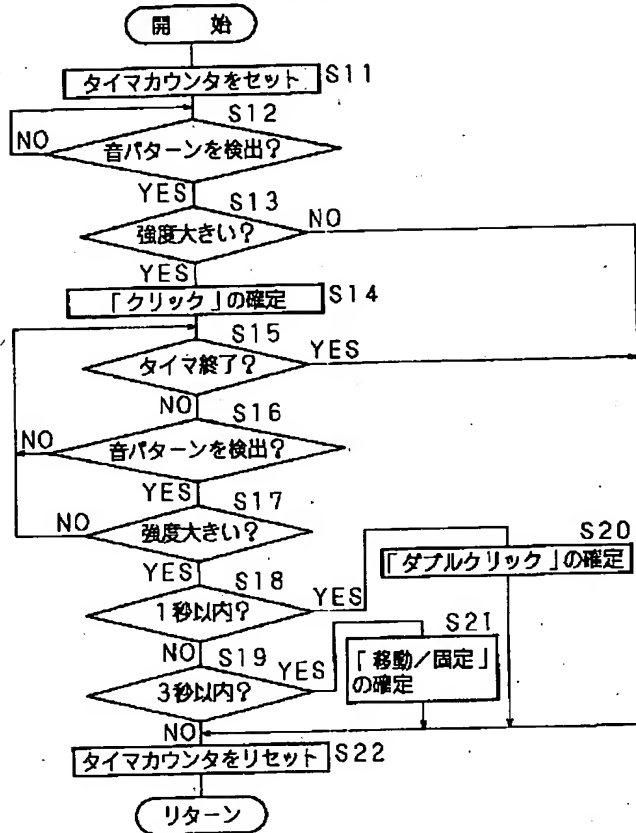 開 始
タイマカウンタをセット S11
S12
NO 音パターンを検出?
YES S13
強度大きい? NO
YES
「クリック」の確定 S14
S15
タイマ終了? YES
NO S16
NO 音パターンを検出?
YES S17
NO 強度大きい?
YES S18 S20
「ダブルクリック」の確定
1秒以内? YES
S21
NO S19 YES
「移動/固定」
の確定
3秒以内?
NO
タイマカウンタをリセット S22
リターン